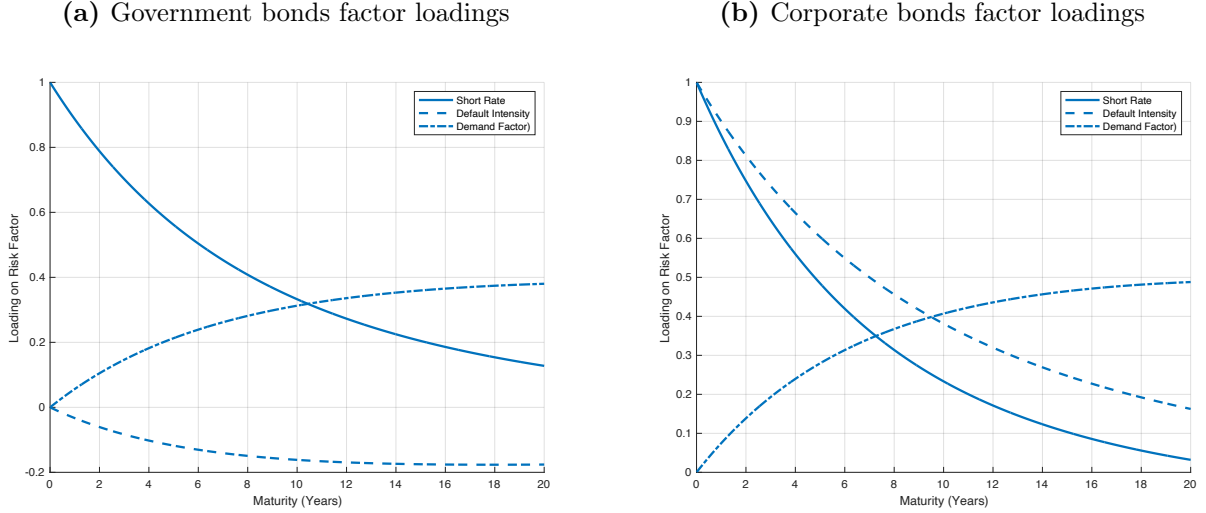 (a) Government bonds factor loadings
1
0.8
0.6
0.4
0.2
0
-0.2
Loading on Risk Factor
Short Rate
Default Intensity
Demand Factor)
0 2 4 6 8 10 12 14 16 18 20
Maturity (Years)
(b) Corporate bonds factor loadings
1
0.9
0.8
0.7
0.6
0.5
0.4
0.3
0.2
0.1
0
Loading on Risk Factor
Short Rate
Default Intensity
Demand Factor)
0 2 4 6 8 10 12 14 16 18 20
Maturity (Years)